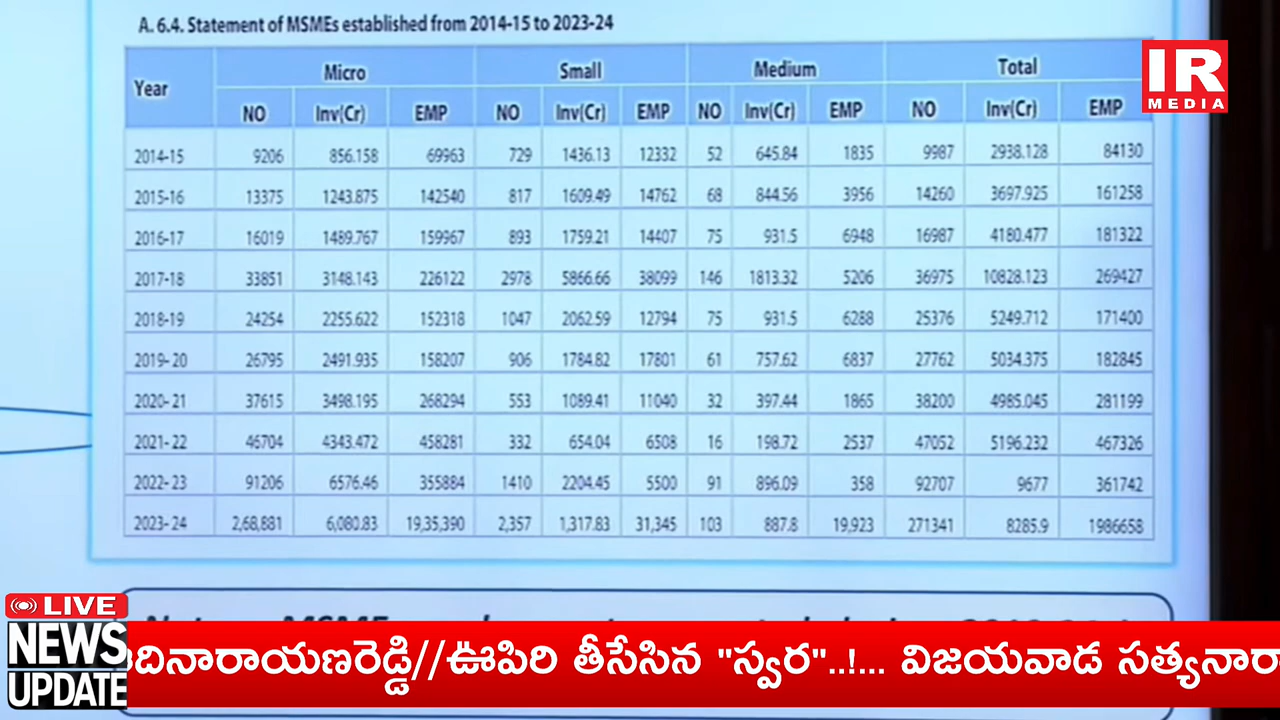 A. 6.4. Statement of MSMEs established from 2014-15 to 2023-24
IR
MEDIA
Year Micro Small Medium Total
NO Inv(Cr) EMP NO Inv(Cr) EMP NO Inv(Cr) EMP NO Inv(Cr) EMP
2014-15 9206 856.158 69963 729 1436.13 12332 52 645.84 1835 9987 2938.128 84130
2015-16 13375 1243.875 142540 817 1609.49 14762 68 844.56 3956 14260 3697.925 161258
2016-17 16019 1489.767 159967 893 1759.21 14407 75 931.5 6948 16987 4180.477 181322
2017-18 33851 3148.143 226122 2978 5866.66 38099 146 1813.32 5206 36975 10828.123 269427
2018-19 24254 2255.622 152318 1047 2062.59 12794 75 931.5 6288 25376 5249.712 171400
2019-20 26795 2491.935 158207 906 1784.82 17801 61 757.62 6837 27762 5034.375 182845
2020-21 37615 3498.195 268294 553 1089.41 11040 32 397.44 1865 38200 4985.045 281199
2021-22 46704 4343.472 458281 332 654.04 6508 16 198.72 2537 47052 5196.232 467326
2022-23 91206 6576.46 355884 1410 2204.45 5500 91 896.09 358 92707 9677 361742
2023-24 2,68,881 6,080.83 19,35,390 2,357 1,317.83 31,345 103 887.8 19,923 271341 8285.9 1986658
LIVE
NEWS
UPDATE
దినారాయణరెడ్డి//ఊపిరి తీసేసిన "స్వర"..!... విజయవాడ సత్యనారా